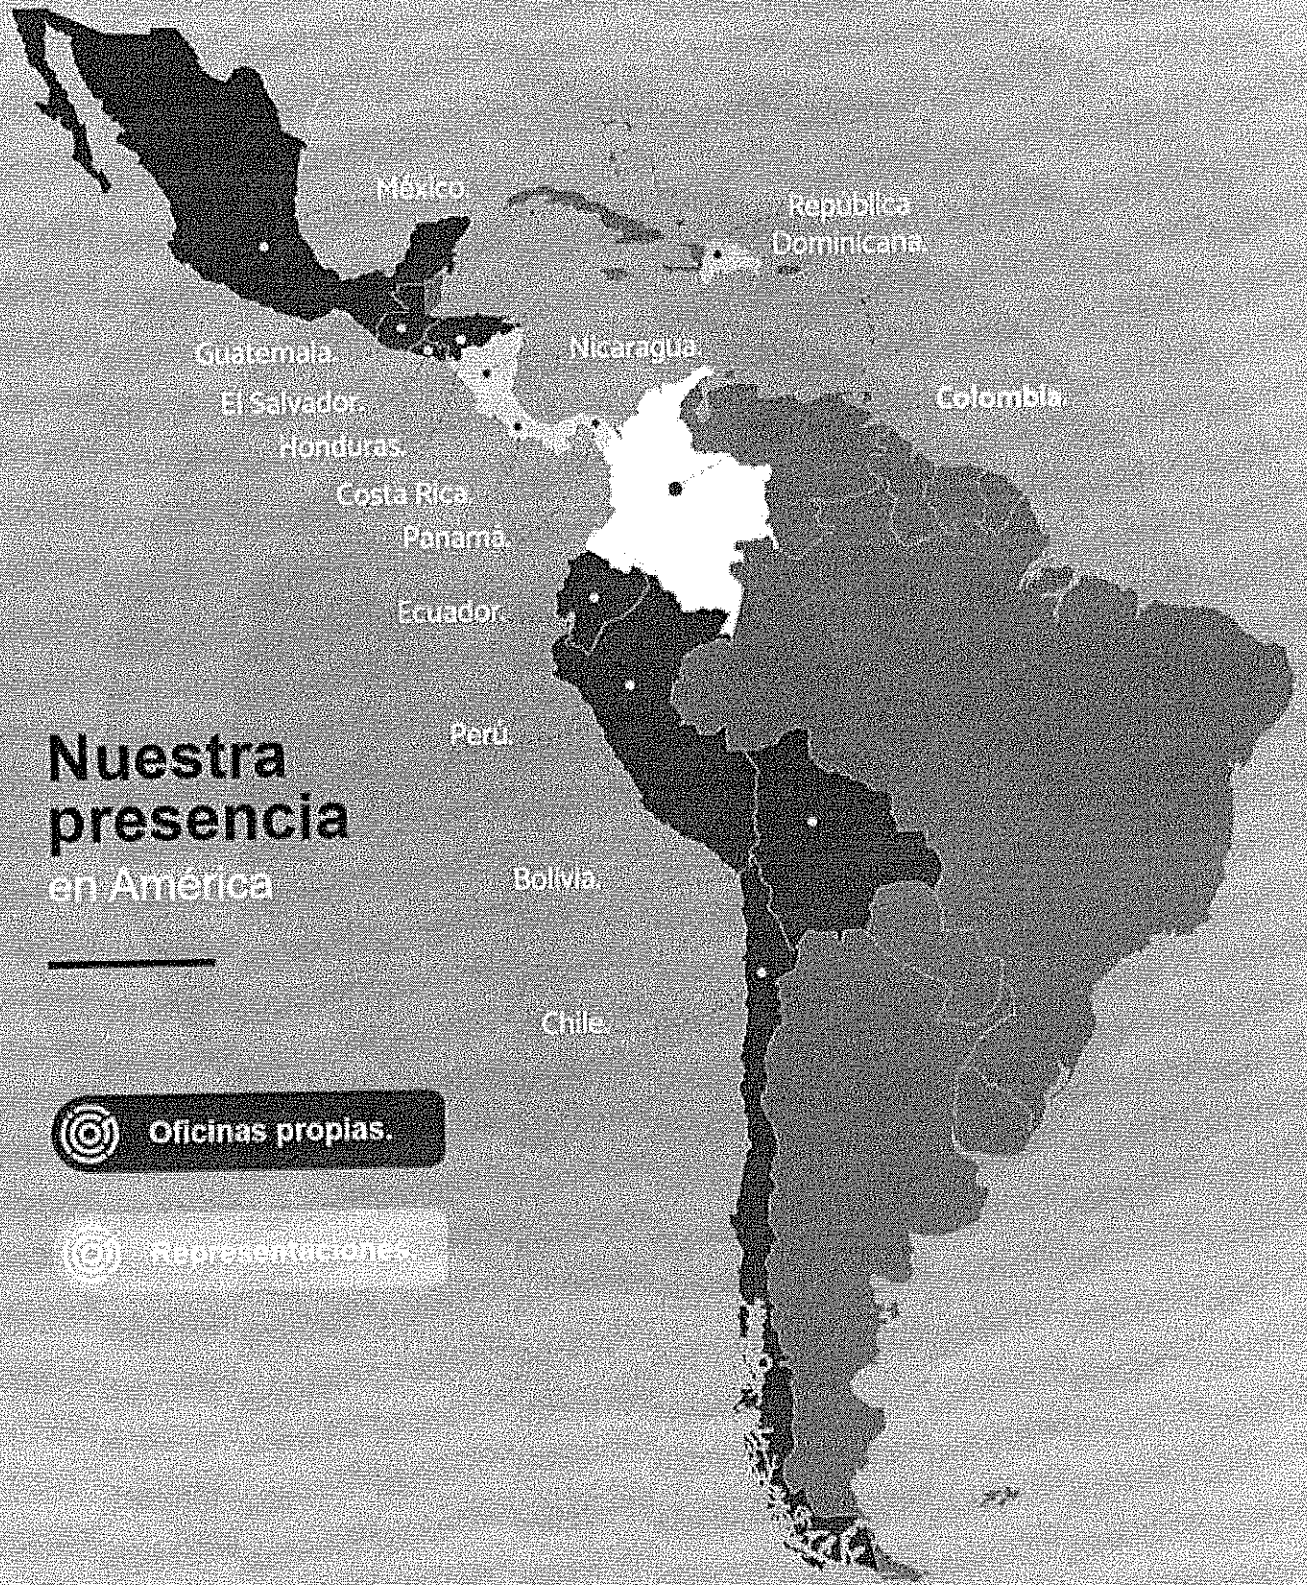 México.
República
Dominicana.
Guatemala.
Nicaragua.
El Salvador.
Colombia.
Honduras.
Costa Rica.
Panamá.
Ecuador.
Perú.
Nuestra
presencia
en América
Bolivia.
Chile.
Oficinas propias.
Representaciones.